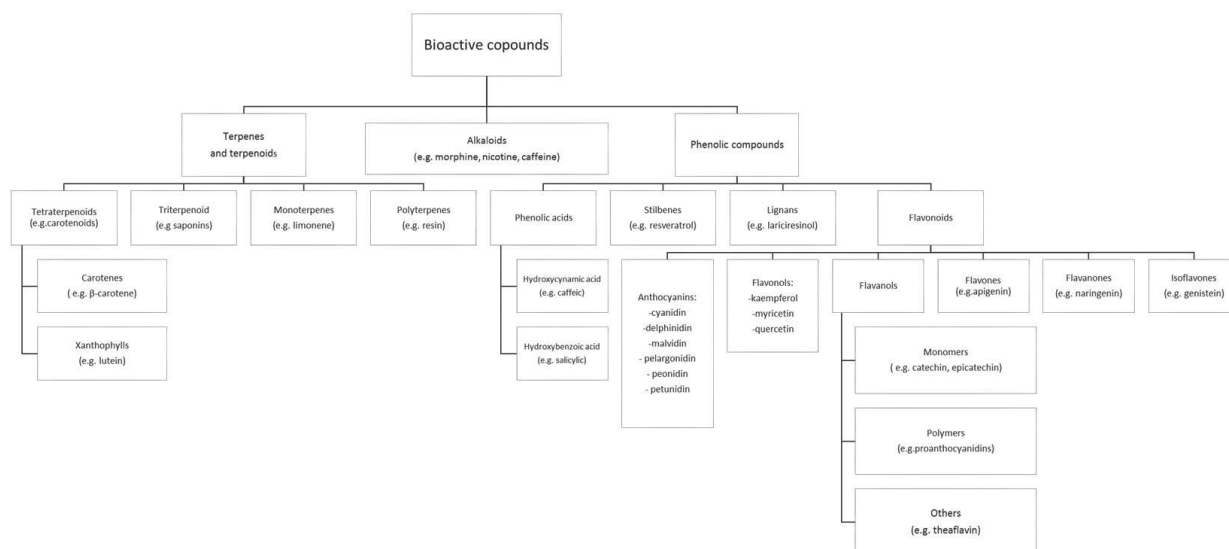 Bioactive copounds
Terpenes
and terpenoids
Alkaloids
(e.g. morphine, nicotine, caffeine)
Phenolic compounds
Tetraterpenoids
(e.g.carotenoids)
Triterpenoid
(e.g saponins)
Monoterpenes
(e.g. limonene)
Polyterpenes
(e.g. resin)
Phenolic acids
Stilbenes
(e.g. resveratrol)
Lignans
(e.g. lariciresinol)
Flavonoids
Carotenes
( e.g. β-carotene)
Xanthophylls
(e.g. lutein)
Hydroxycynamic acid
(e.g. caffeic)
Hydroxybenzoic acid
(e.g. salicylic)
Anthocyanins:
-cyanidin
-delphinidin
-malvidin
- pelargonidin
- peonidin
- petunidin
Flavonols:
-kaempferol
-myricetin
-quercetin
Flavanols
Flavones
(e.g.apigenin)
Flavanones
(e.g. naringenin)
Isoflavones
(e.g. genistein)
Monomers
( e.g. catechin, epicatechin)
Polymers
(e.g.proanthocyanidins)
Others
(e.g. theaflavin)